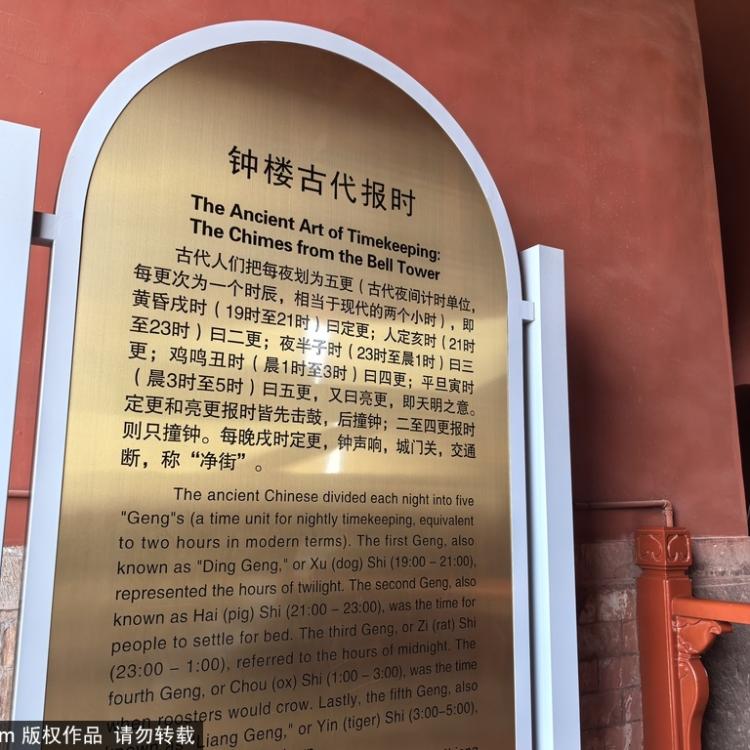 钟楼古代报时
The Ancient Art of Timekeeping:
The Chimes from the Bell Tower
古代人们把每夜划为五更（古代夜间计时单位，
每更次为一个时辰，相当于现代的两个小时），即
黄昏戌时（19时至21时）曰定更；人定亥时（21时
至23时）曰二更；夜半子时（23时至晨1时）曰三
更；鸡鸣丑时（晨1时至3时）曰四更；平旦寅时
（晨3时至5时）曰五更，又曰亮更，即天明之意。
定更和亮更报时皆先击鼓，后撞钟；二至四更报时
则只撞钟。每晚戌时定更，钟声响，城门关，交通
断，称“净街”。
The ancient Chinese divided each night into five
"Geng"s (a time unit for nightly timekeeping, equivalent
to two hours in modern terms). The first Geng, also
known as "Ding Geng," or Xu (dog) Shi (19:00 – 21:00),
represented the hours of twilight. The second Geng, also
known as Hai (pig) Shi (21:00 – 23:00), was the time for
people to settle for bed. The third Geng, or Zi (rat) Shi
(23:00 – 1:00), referred to the hours of midnight. The
fourth Geng, or Chou (ox) Shi (1:00 – 3:00), was the time
when roosters would crow. Lastly, the fifth Geng, also
"Liang Geng," or Yin (tiger) Shi (3:00–5:00),
版权作品 请勿转载